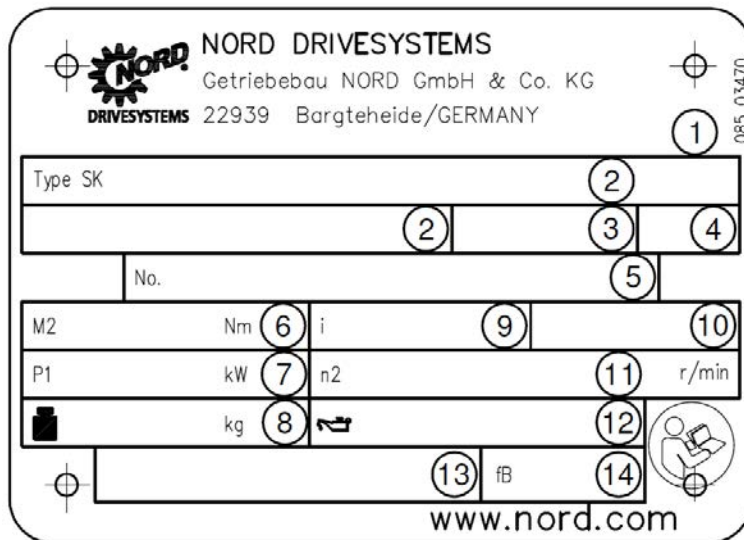 NORD DRIVESYSTEMS
NORD
DRIVESYSTEMS
Getriebebau NORD GmbH & Co. KG
22939 Bargteheide/GERMANY
085 03470
1
Type SK 2
2 3 4
No. 5
M2 Nm 6 i 9 10
P1 kW 7 n2 11 r/min
kg 8 12
13 fB 14
www.nord.com